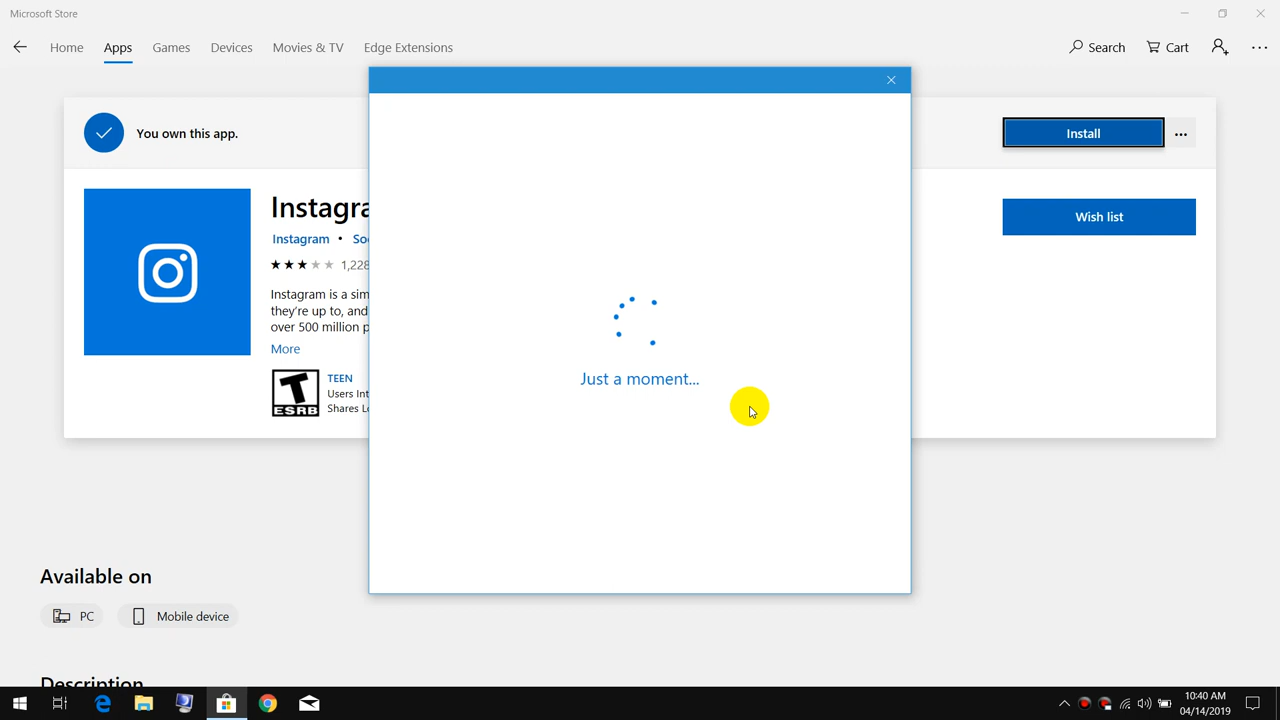 Microsoft Store
Home Apps Games Devices Movies & TV Edge Extensions Search Cart
You own this app.
Install
Instagra
Wish list
Instagram • Soc
1,228
Instagram is a sim
they're up to, and
over 500 million p
More
TEEN
Users Int
Shares Lo
T
ESRB
Just a moment...
Available on
PC Mobile device
Description
10:40 AM
04/14/2019